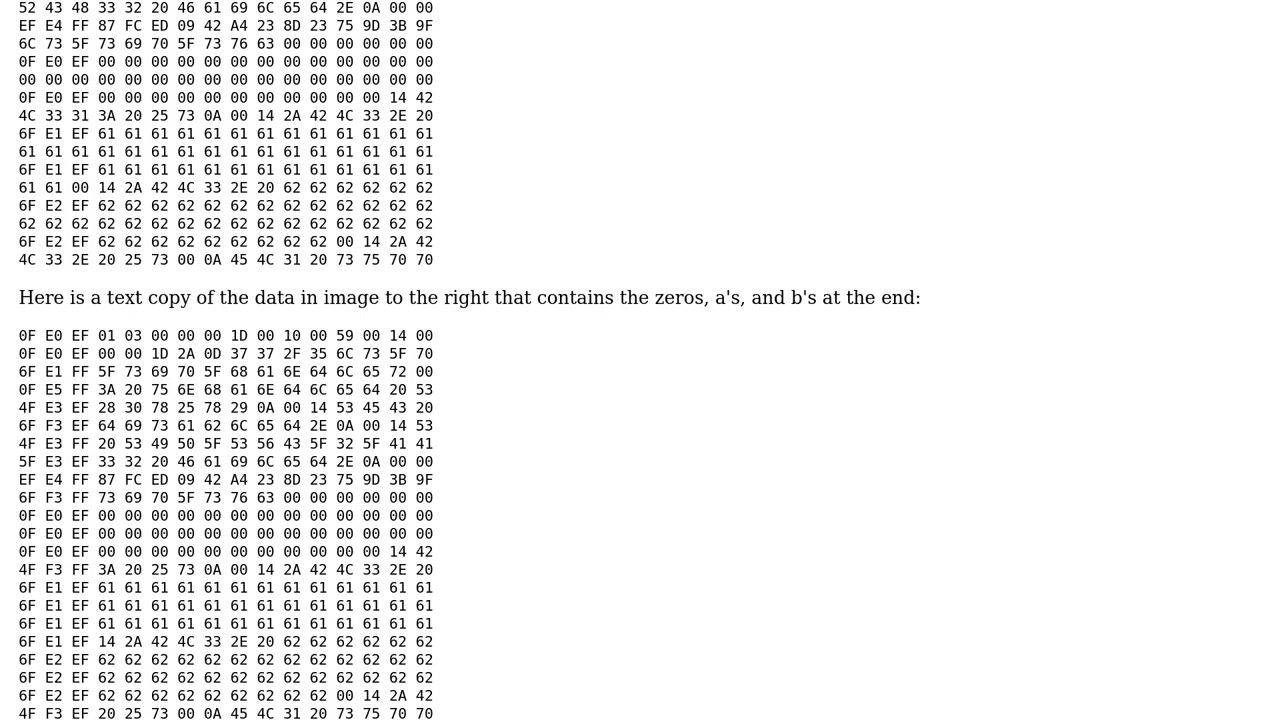 52 43 48 33 32 20 46 61 69 6C 65 64 2E 0A 00 00
EF E4 FF 87 FC ED 09 42 A4 23 8D 23 75 9D 3B 9F
6C 73 5F 73 69 70 5F 73 76 63 00 00 00 00 00 00
0F E0 EF 00 00 00 00 00 00 00 00 00 00 00 00 00
00 00 00 00 00 00 00 00 00 00 00 00 00 00 00 00
0F E0 EF 00 00 00 00 00 00 00 00 00 00 00 14 42
4C 33 31 3A 20 25 73 0A 00 14 2A 42 4C 33 2E 20
6F E1 EF 61 61 61 61 61 61 61 61 61 61 61 61 61
61 61 61 61 61 61 61 61 61 61 61 61 61 61 61 61
6F E1 EF 61 61 61 61 61 61 61 61 61 61 61 61 61
61 61 00 14 2A 42 4C 33 2E 20 62 62 62 62 62 62
6F E2 EF 62 62 62 62 62 62 62 62 62 62 62 62 62
62 62 62 62 62 62 62 62 62 62 62 62 62 62 62 62
6F E2 EF 62 62 62 62 62 62 62 62 62 00 14 2A 42
4C 33 2E 20 25 73 00 0A 45 4C 31 20 73 75 70 70
Here is a text copy of the data in image to the right that contains the zeros, a's, and b's at the end:
0F E0 EF 01 03 00 00 00 1D 00 10 00 59 00 14 00
0F E0 EF 00 00 1D 2A 0D 37 37 2F 35 6C 73 5F 70
6F E1 FF 5F 73 69 70 5F 68 61 6E 64 6C 65 72 00
0F E5 FF 3A 20 75 6E 68 61 6E 64 6C 65 64 20 53
4F E3 EF 28 30 78 25 78 29 0A 00 14 53 45 43 20
6F F3 EF 64 69 73 61 62 6C 65 64 2E 0A 00 14 53
4F E3 FF 20 53 49 50 5F 53 56 43 5F 32 5F 41 41
5F E3 EF 33 32 20 46 61 69 6C 65 64 2E 0A 00 00
EF E4 FF 87 FC ED 09 42 A4 23 8D 23 75 9D 3B 9F
6F F3 FF 73 69 70 5F 73 76 63 00 00 00 00 00 00
0F E0 EF 00 00 00 00 00 00 00 00 00 00 00 00 00
0F E0 EF 00 00 00 00 00 00 00 00 00 00 00 00 00
0F E0 EF 00 00 00 00 00 00 00 00 00 00 00 14 42
4F F3 FF 3A 20 25 73 0A 00 14 2A 42 4C 33 2E 20
6F E1 EF 61 61 61 61 61 61 61 61 61 61 61 61 61
6F E1 EF 61 61 61 61 61 61 61 61 61 61 61 61 61
6F E1 EF 61 61 61 61 61 61 61 61 61 61 61 61 61
6F E1 EF 14 2A 42 4C 33 2E 20 62 62 62 62 62 62
6F E2 EF 62 62 62 62 62 62 62 62 62 62 62 62 62
6F E2 EF 62 62 62 62 62 62 62 62 62 62 62 62 62
6F E2 EF 62 62 62 62 62 62 62 62 62 00 14 2A 42
4F F3 EF 20 25 73 00 0A 45 4C 31 20 73 75 70 70